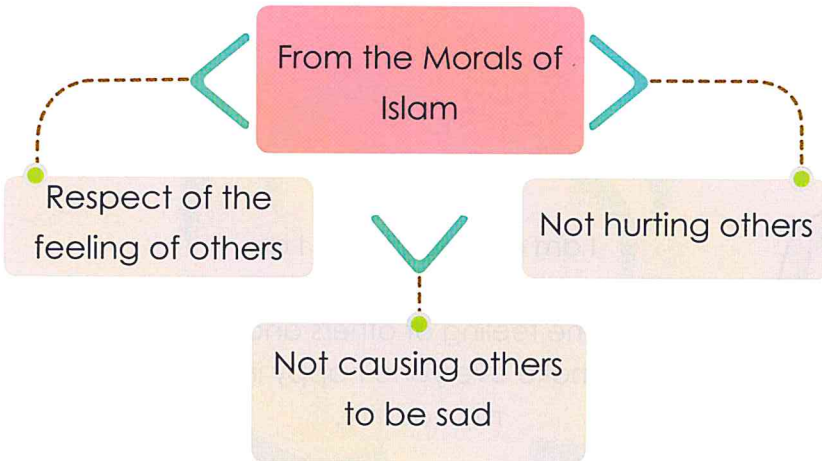 From the Morals of
Islam
Respect of the
feeling of others
Not hurting others
Not causing others
to be sad